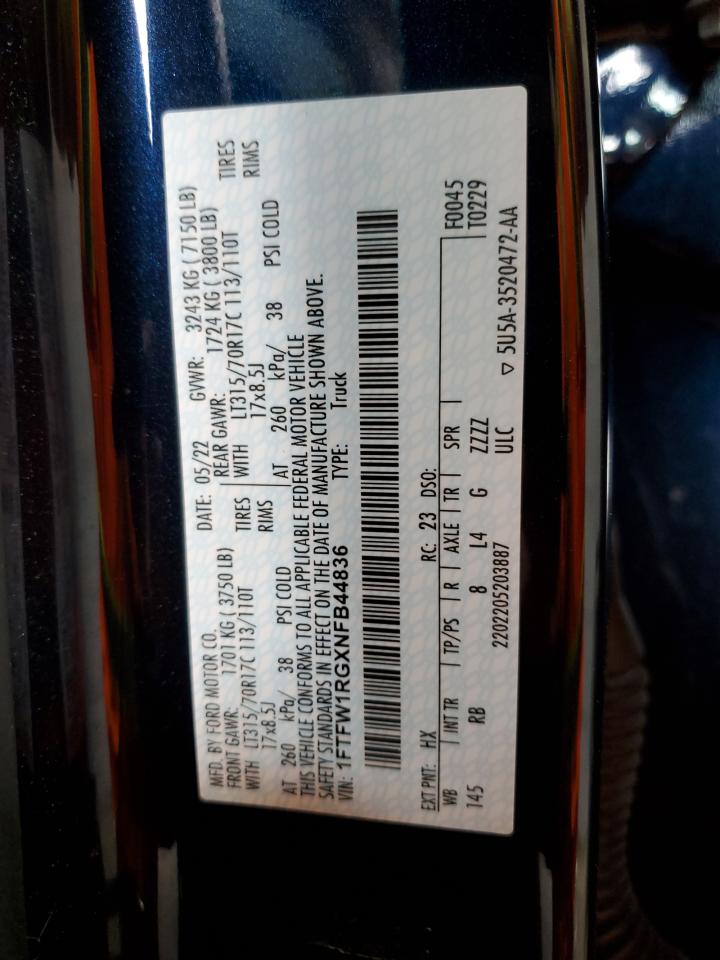 MFD. BY FORD MOTOR CO. DATE: 05/22 GVWR: 3243 KG ( 7150 LB)
FRONT GAWR: 1701 KG ( 3750 LB) REAR GAWR: 1724 KG ( 3800 LB)
WITH LT315/70R17C 113/110T TIRES WITH LT315/70R17C 113/110T TIRES
17x8.5J RIMS 17x8.5J RIMS
AT 260 kPa/ 38 PSI COLD AT 260 kPa/ 38 PSI COLD
THIS VEHICLE CONFORMS TO ALL APPLICABLE FEDERAL MOTOR VEHICLE
SAFETY STANDARDS IN EFFECT ON THE DATE OF MANUFACTURE SHOWN ABOVE.
VIN: 1FTFW1RGXNFB44836 TYPE: Truck
EXT PNT: HX RC: 23 DSO:
WB INT TR TP/PS R AXLE TR SPR F0045
145 RB 8 L4 G ZZZZ T0229
2202205203887 ULC ▽ 5U5A-3520472-AA